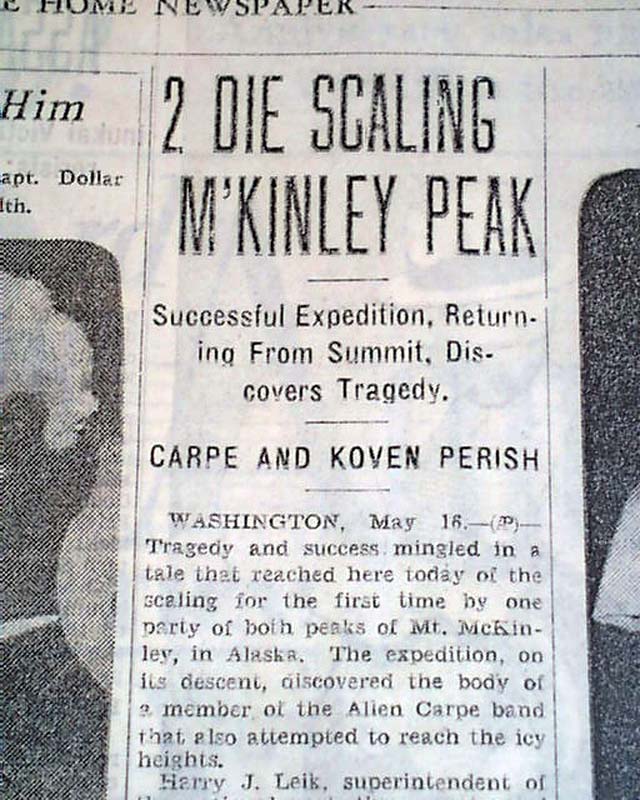 E HOME NEWSPAPER
Him
apt. Dollar
lth.
2 DIE SCALING
M'KINLEY PEAK
Successful Expedition, Return-
ing From Summit, Dis-
covers Tragedy.
CARPE AND KOVEN PERISH
WASHINGTON, May 16.—(AP)—
Tragedy and success mingled in a
tale that reached here today of the
scaling for the first time by one
party of both peaks of Mt. McKin-
ley, in Alaska. The expedition, on
its descent, discovered the body of
a member of the Allen Carpe band
that also attempted to reach the icy
heights.
Harry J. Leik, superintendent of